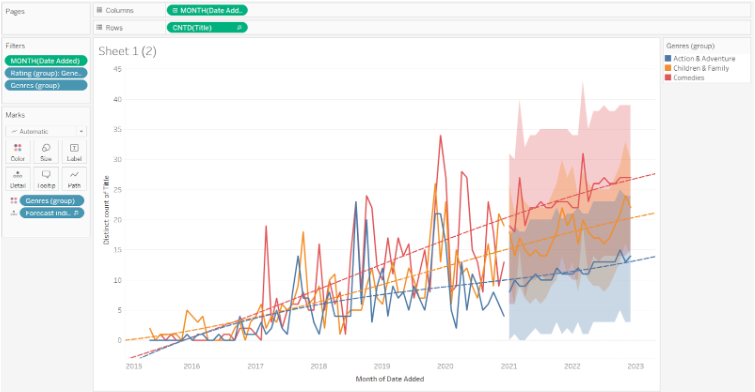 Pages
Columns
MONTH(Date Add..
Rows
CNTD(Title)
Filters
MONTH(Date Added)
Rating (group): Gene..
Genres (group)
Marks
Automatic
Color
Size
Label
Detail
Tooltip
Path
Genres (group)
Forecast indi..
Sheet 1 (2)
Distinct count of Title
45
40
35
30
25
20
15
10
5
0
2015
2016
2017
2018
2019
2020
2021
2022
2023
Month of Date Added
Genres (group)
Action & Adventure
Children & Family
Comedies